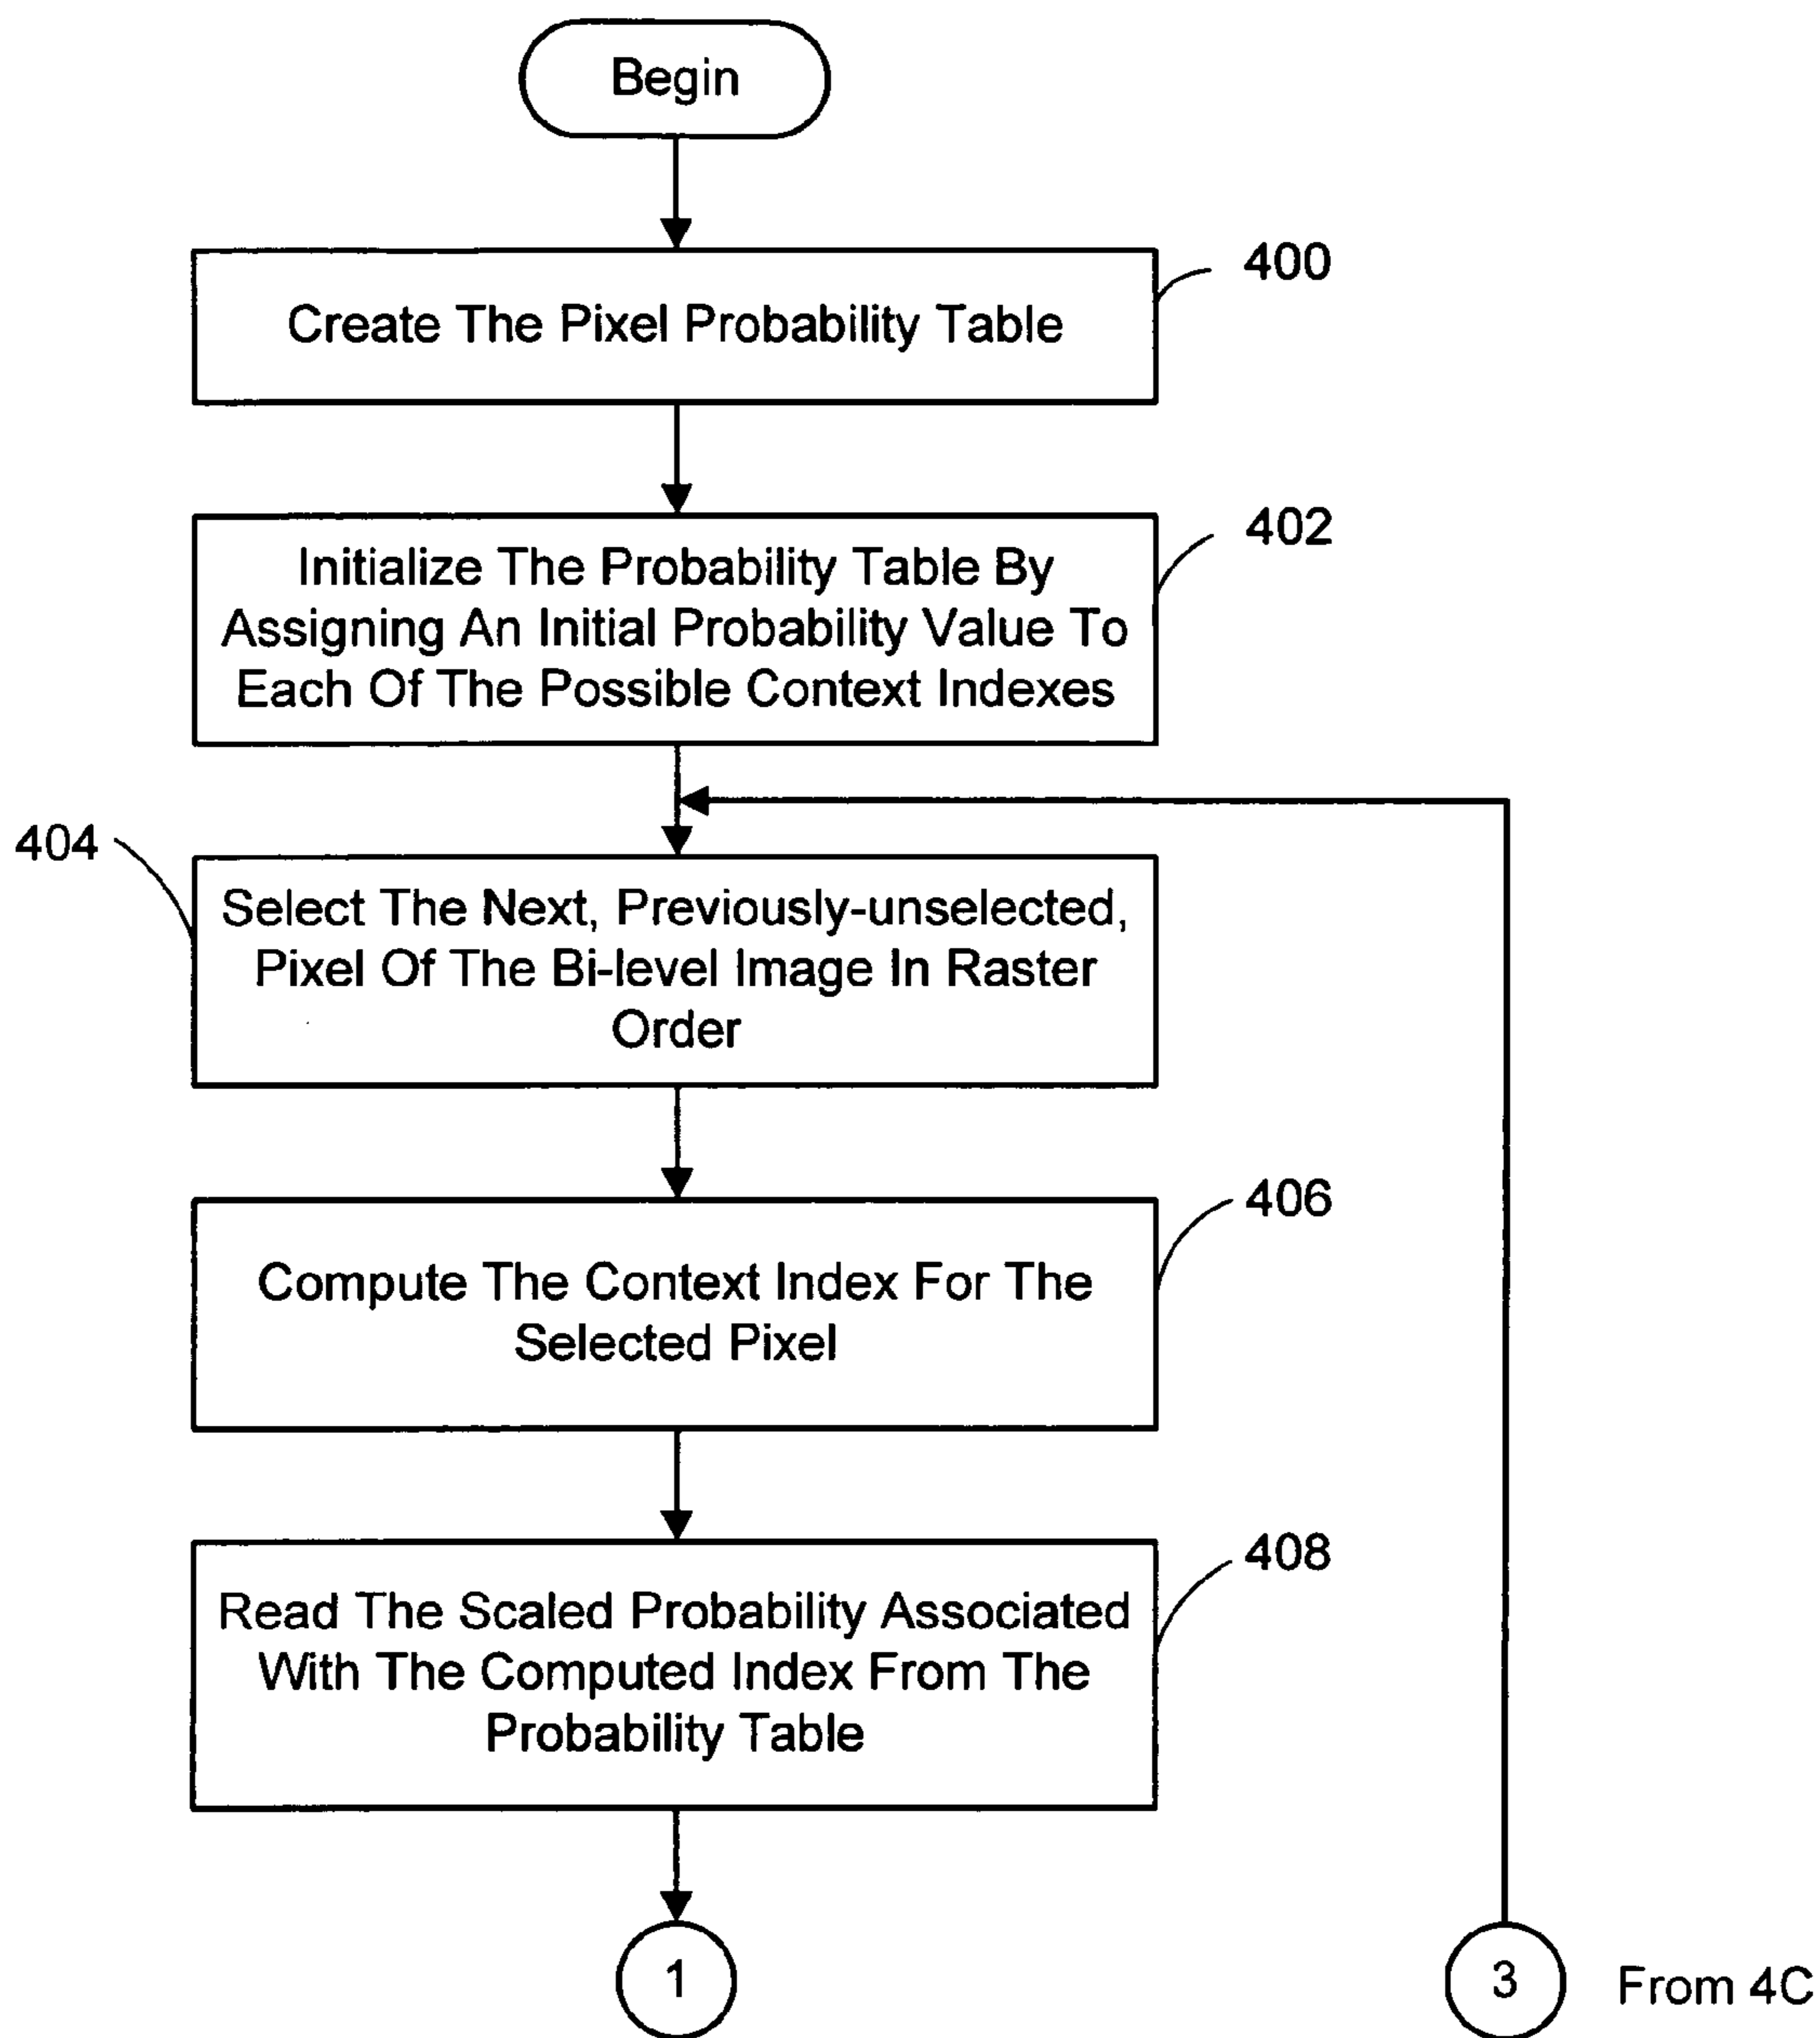 Begin
400
Create The Pixel Probability Table
402
Initialize The Probability Table By
Assigning An Initial Probability Value To
Each Of The Possible Context Indexes
404
Select The Next, Previously-unselected,
Pixel Of The Bi-level Image In Raster
Order
406
Compute The Context Index For The
Selected Pixel
408
Read The Scaled Probability Associated
With The Computed Index From The
Probability Table
1
3
From 4C